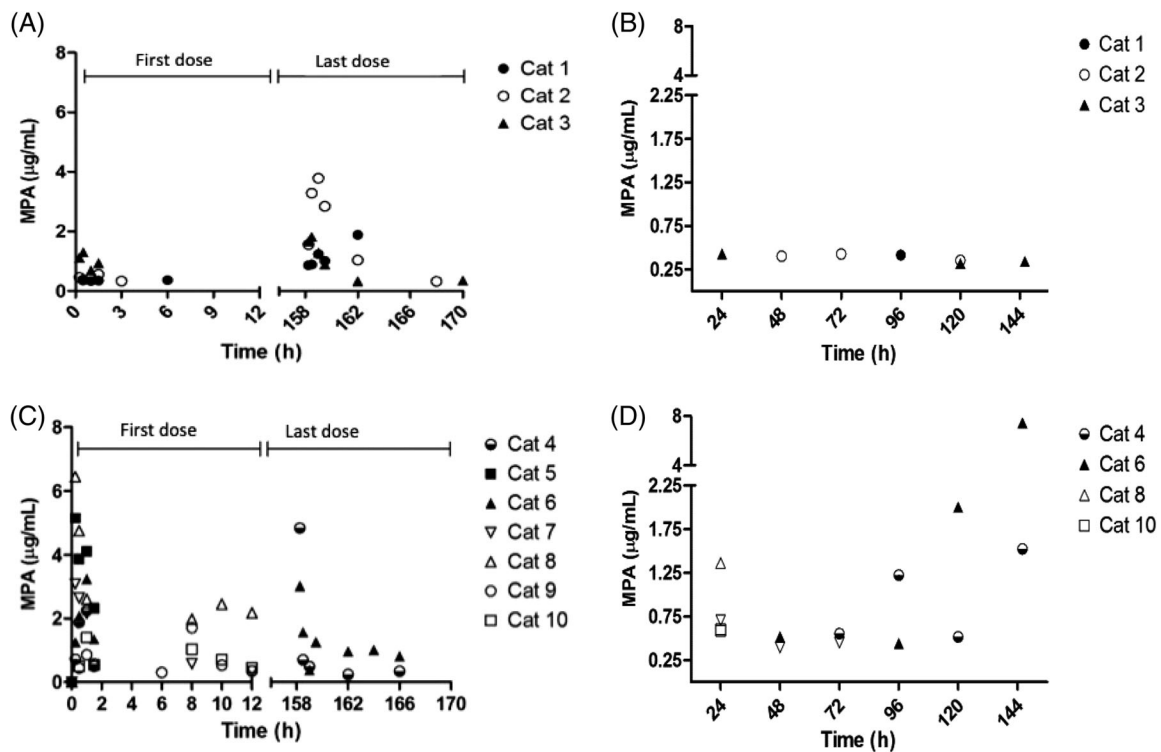 (A)
8
6
4
2
0
MPA (µg/mL)
First dose
Last dose
Cat 1
Cat 2
Cat 3
0 3 6 9 12 158 162 166 170
Time (h)
(B)
8
4
2.25
1.75
1.25
0.75
0.25
MPA (µg/mL)
Cat 1
Cat 2
Cat 3
24 48 72 96 120 144
Time (h)
(C)
8
6
4
2
0
MPA (µg/mL)
First dose
Last dose
Cat 4
Cat 5
Cat 6
Cat 7
Cat 8
Cat 9
Cat 10
0 2 4 6 8 10 12 158 162 166 170
Time (h)
(D)
8
4
2.25
1.75
1.25
0.75
0.25
MPA (µg/mL)
Cat 4
Cat 6
Cat 8
Cat 10
24 48 72 96 120 144
Time (h)